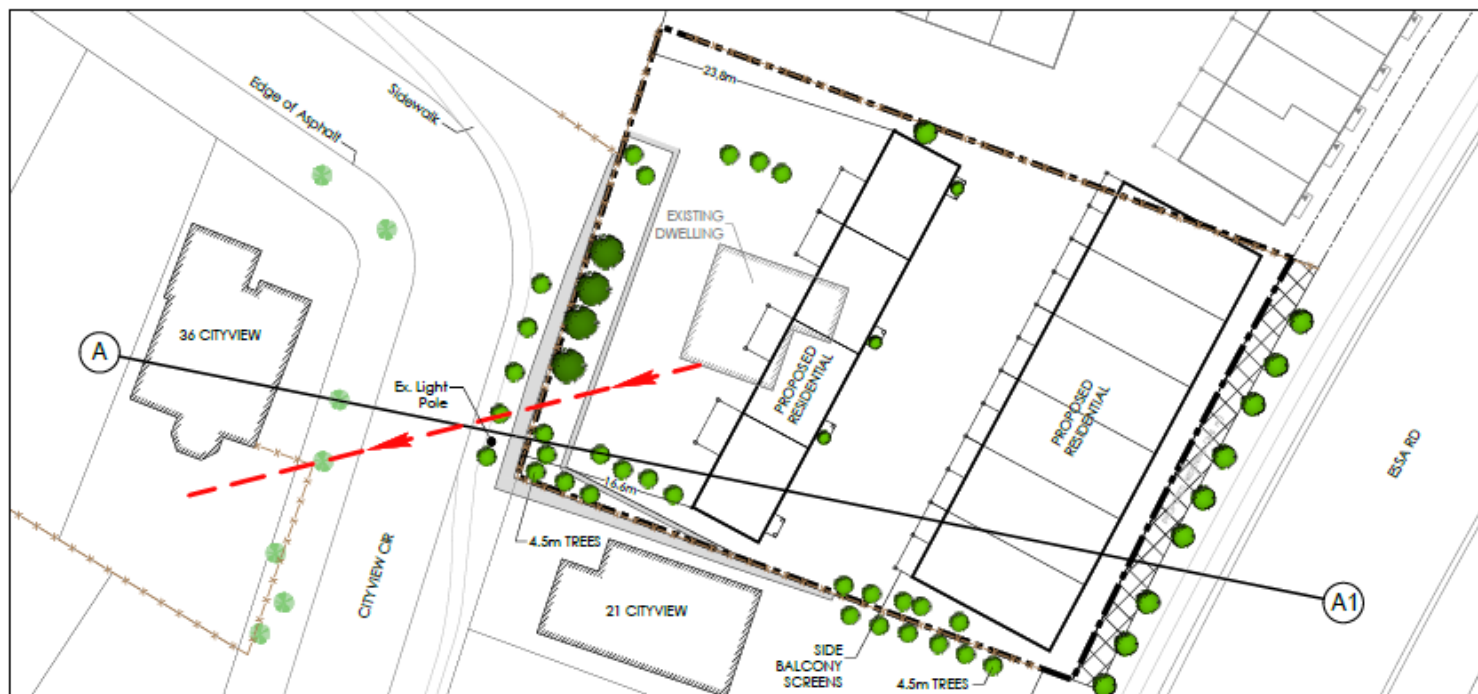 Edge of Asphalt
Sidewalk
23.8m
EXISTING
DWELLING
36 CITYVIEW
A
Ex. Light
Pole
PROPOSED
RESIDENTIAL
PROPOSED
RESIDENTIAL
ESSA RD
16.6m
4.5m TREES
CITYVIEW CIR
21 CITYVIEW
A1
SIDE
BALCONY
SCREENS
4.5m TREES